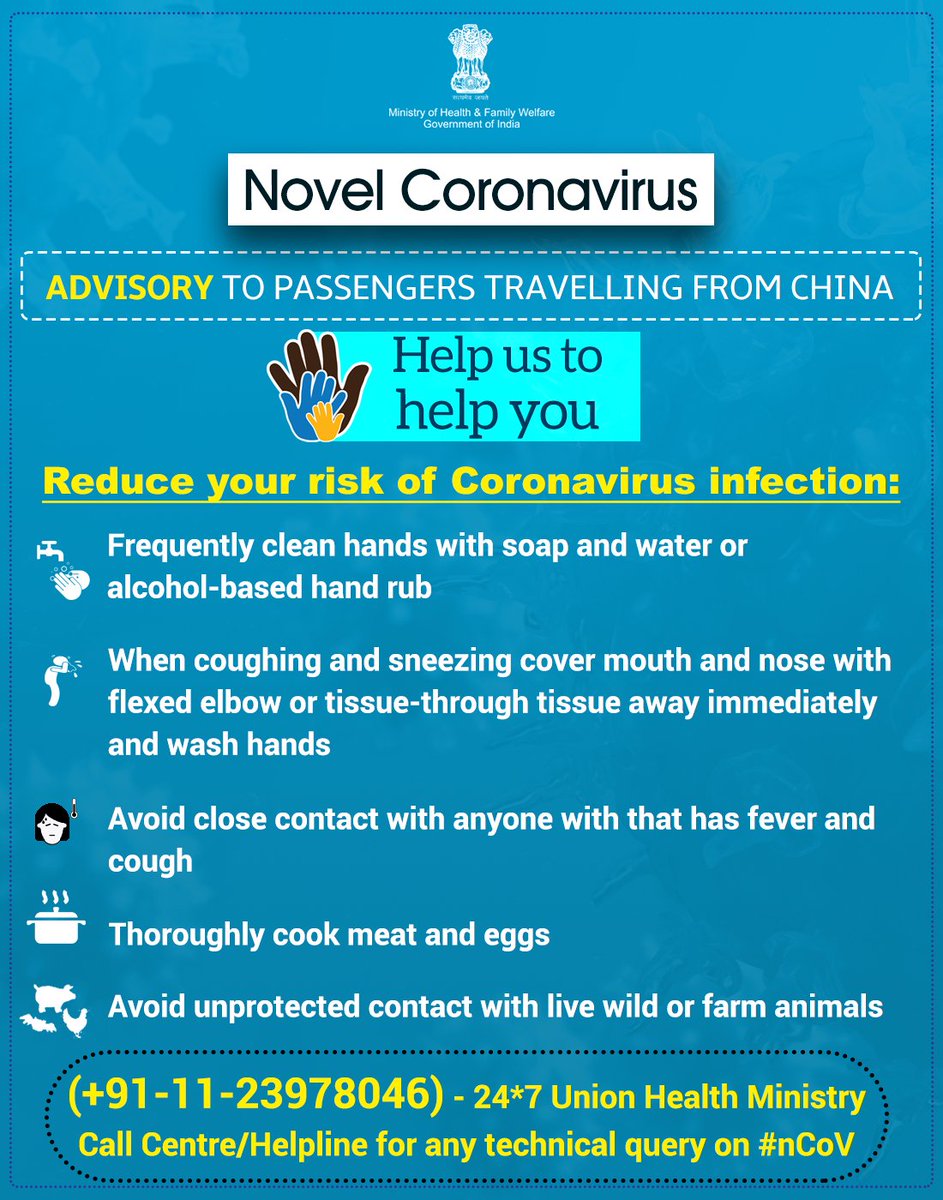 सत्यमेव जयते
Ministry of Health & Family Welfare
Government of India
Novel Coronavirus
ADVISORY TO PASSENGERS TRAVELLING FROM CHINA
Help us to
help you
Reduce your risk of Coronavirus infection:
Frequently clean hands with soap and water or
alcohol-based hand rub
When coughing and sneezing cover mouth and nose with
flexed elbow or tissue-through tissue away immediately
and wash hands
Avoid close contact with anyone with that has fever and
cough
Thoroughly cook meat and eggs
Avoid unprotected contact with live wild or farm animals
(+91-11-23978046) - 24*7 Union Health Ministry
Call Centre/Helpline for any technical query on #nCoV